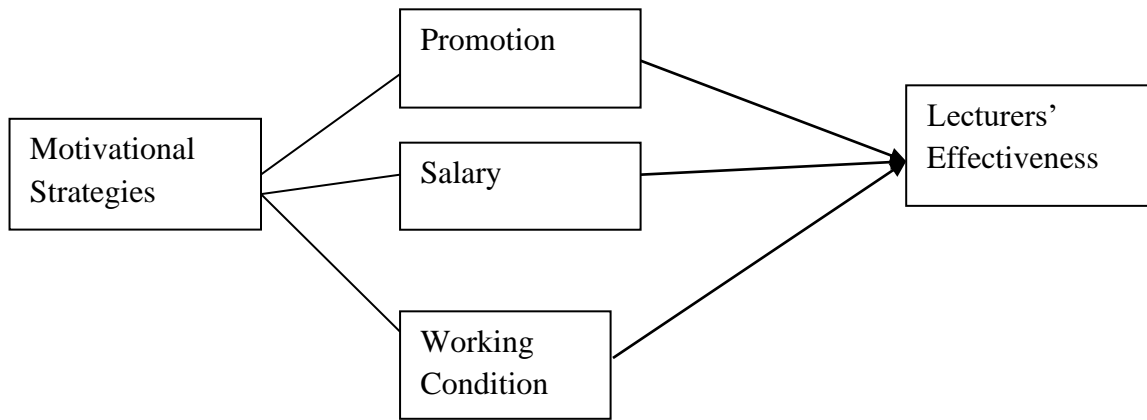 Motivational
Strategies
Promotion
Salary
Working
Condition
Lecturers’
Effectiveness